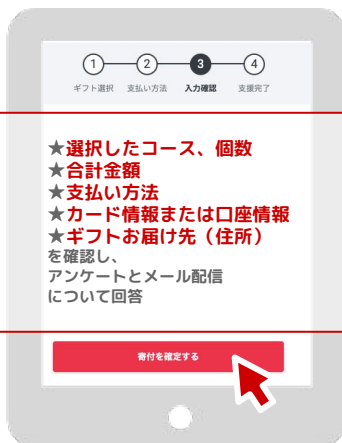 1 2 3 4
ギフト選択 支払い方法 入力確認 支援完了
★選択したコース、個数
★合計金額
★支払い方法
★カード情報または口座情報
★ギフトお届け先（住所）
を確認し、
アンケートとメール配信
について回答
寄付を確定する